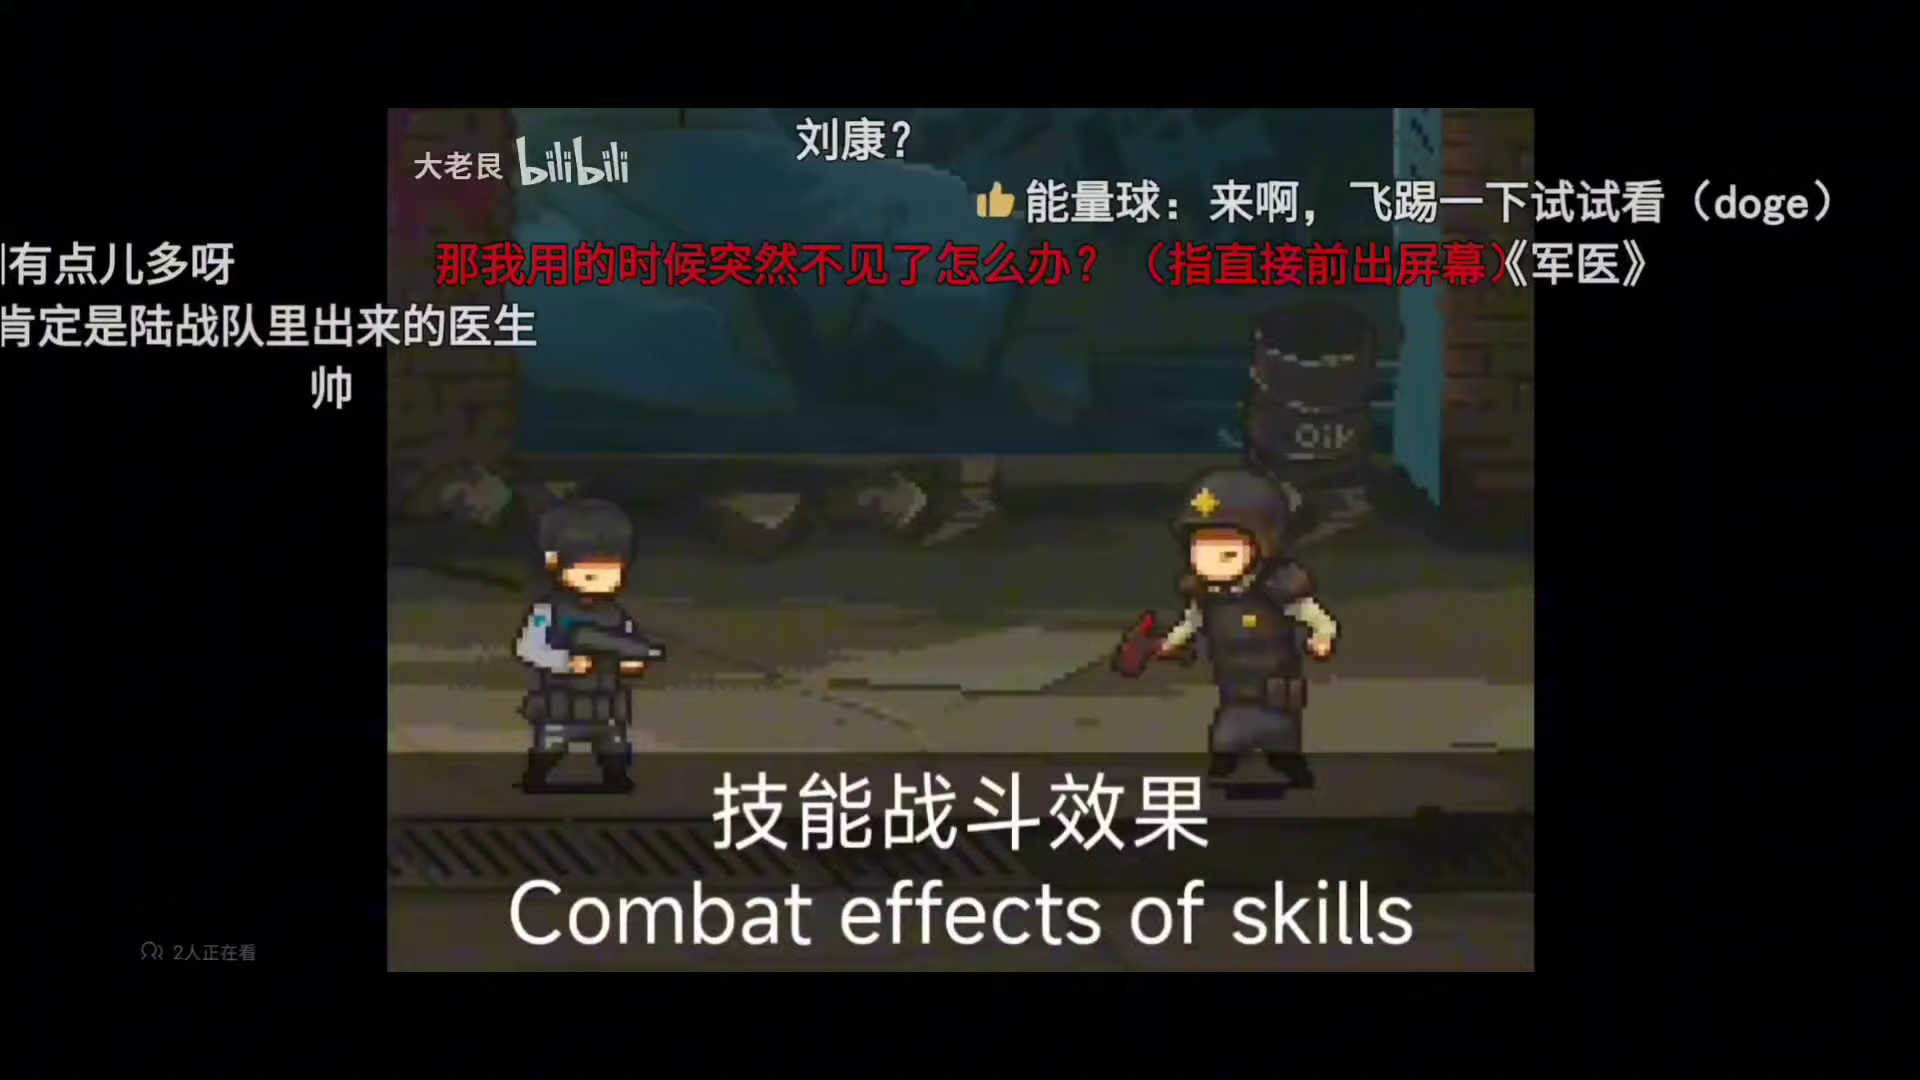 刘康?
大老艮 bilibili
能量球：来啊，飞踢一下试试看（doge）
有点儿多呀
那我用的时候突然不见了怎么办？（指直接前出屏幕）
《军医》
肯定是陆战队里出来的医生
帅
Oil
技能战斗效果
Combat effects of skills
2人正在看